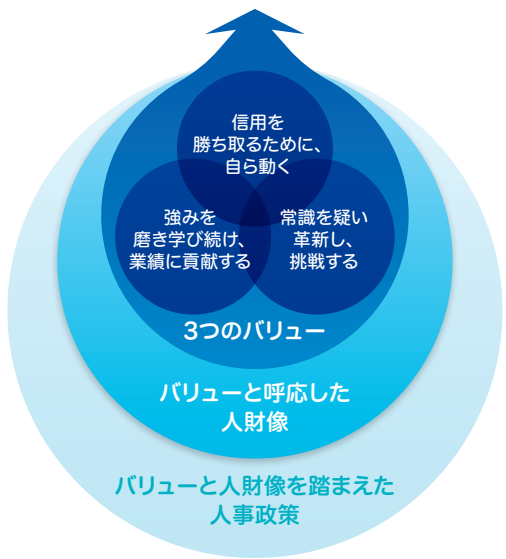 信用を
勝ち取るために、
自ら動く
強みを
磨き学び続け、
業績に貢献する
常識を疑い
革新し、
挑戦する
3つのバリュー
バリューと呼応した
人財像
バリューと人財像を踏まえた
人事政策